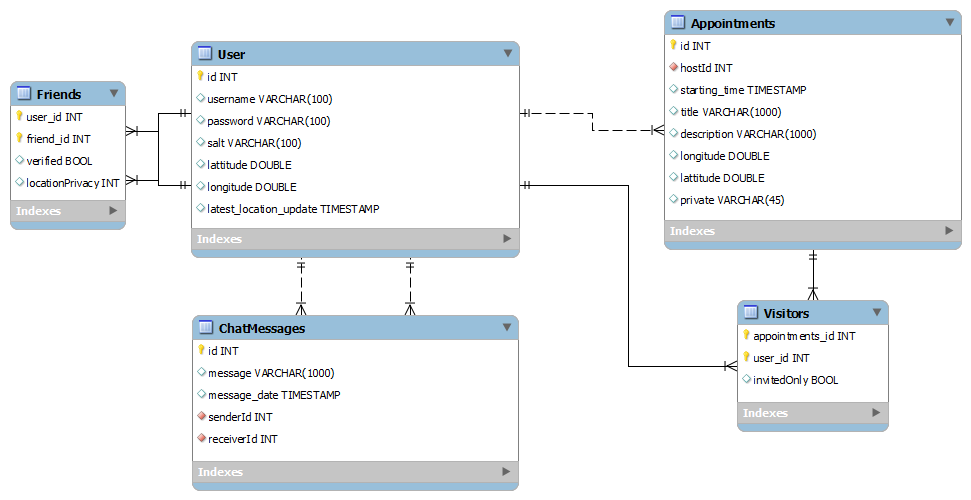 Friends
user_id INT
friend_id INT
verified BOOL
locationPrivacy INT
Indexes
User
id INT
username VARCHAR(100)
password VARCHAR(100)
salt VARCHAR(100)
lattitude DOUBLE
longitude DOUBLE
latest_location_update TIMESTAMP
Indexes
Appointments
id INT
hostId INT
starting_time TIMESTAMP
title VARCHAR(1000)
description VARCHAR(1000)
longitude DOUBLE
lattitude DOUBLE
private VARCHAR(45)
Indexes
ChatMessages
id INT
message VARCHAR(1000)
message_date TIMESTAMP
senderId INT
receiverId INT
Indexes
Visitors
appointments_id INT
user_id INT
invitedOnly BOOL
Indexes